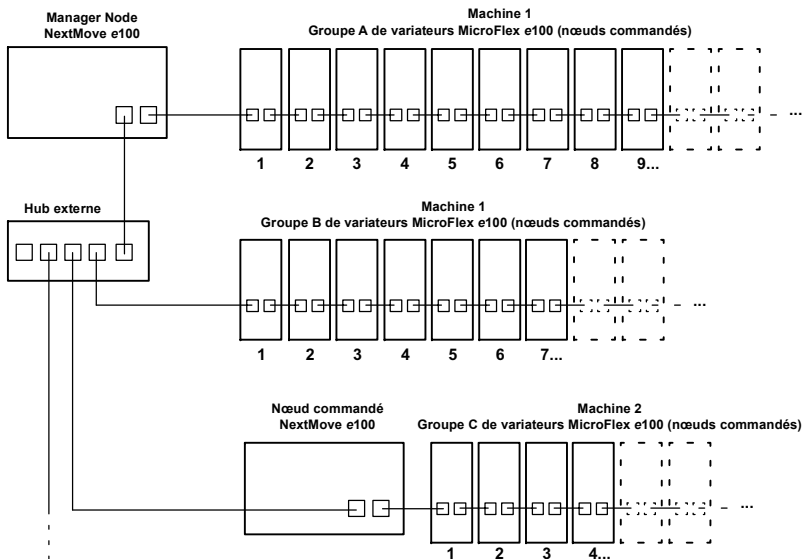 Manager Node
NextMove e100
Machine 1
Groupe A de variateurs MicroFlex e100 (nœuds commandés)
...
1 2 3 4 5 6 7 8 9...
Hub externe
Machine 1
Groupe B de variateurs MicroFlex e100 (nœuds commandés)
...
1 2 3 4 5 6 7...
Nœud commandé
NextMove e100
Machine 2
Groupe C de variateurs MicroFlex e100 (nœuds commandés)
...
1 2 3 4...